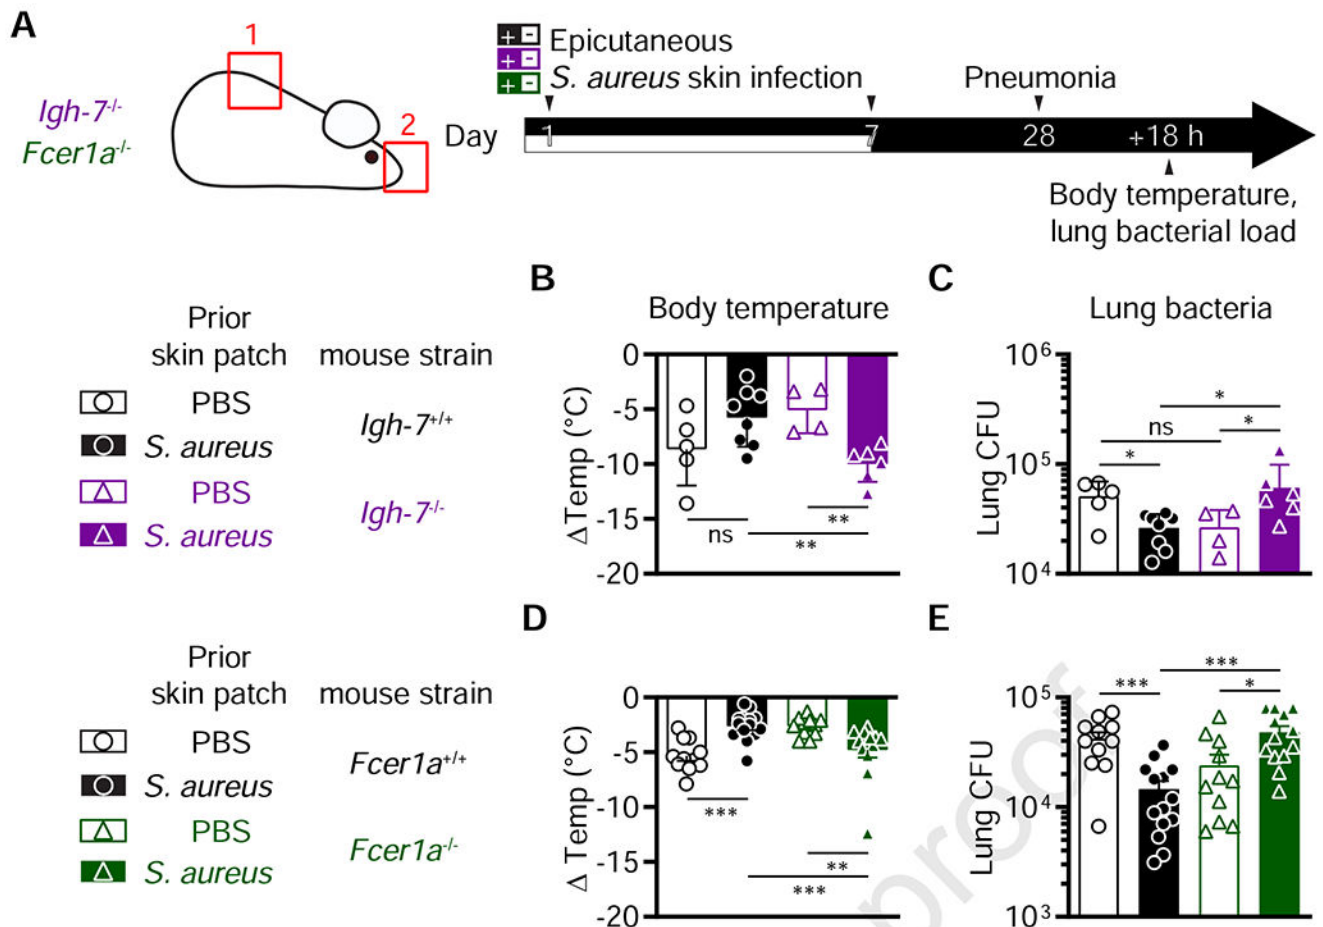 A
1
2
Igh-7-/-
Fcer1a-/-
+ -
+ -
+ -
Epicutaneous
S. aureus skin infection
Pneumonia
Day
1
7
28
+18 h
Body temperature,
lung bacterial load
Prior
skin patch
mouse strain
PBS
S. aureus
Igh-7+/+
PBS
S. aureus
Igh-7-/-
B
Body temperature
ΔTemp (°C)
0
-5
-10
-15
-20
ns
**
**
C
Lung bacteria
Lung CFU
10^6
10^5
10^4
*
ns
*
*
Prior
skin patch
mouse strain
PBS
S. aureus
Fcer1a+/+
PBS
S. aureus
Fcer1a-/-
D
Δ Temp (°C)
0
-5
-10
-15
-20
***
**
***
E
Lung CFU
10^5
10^4
10^3
***
***
*
proof